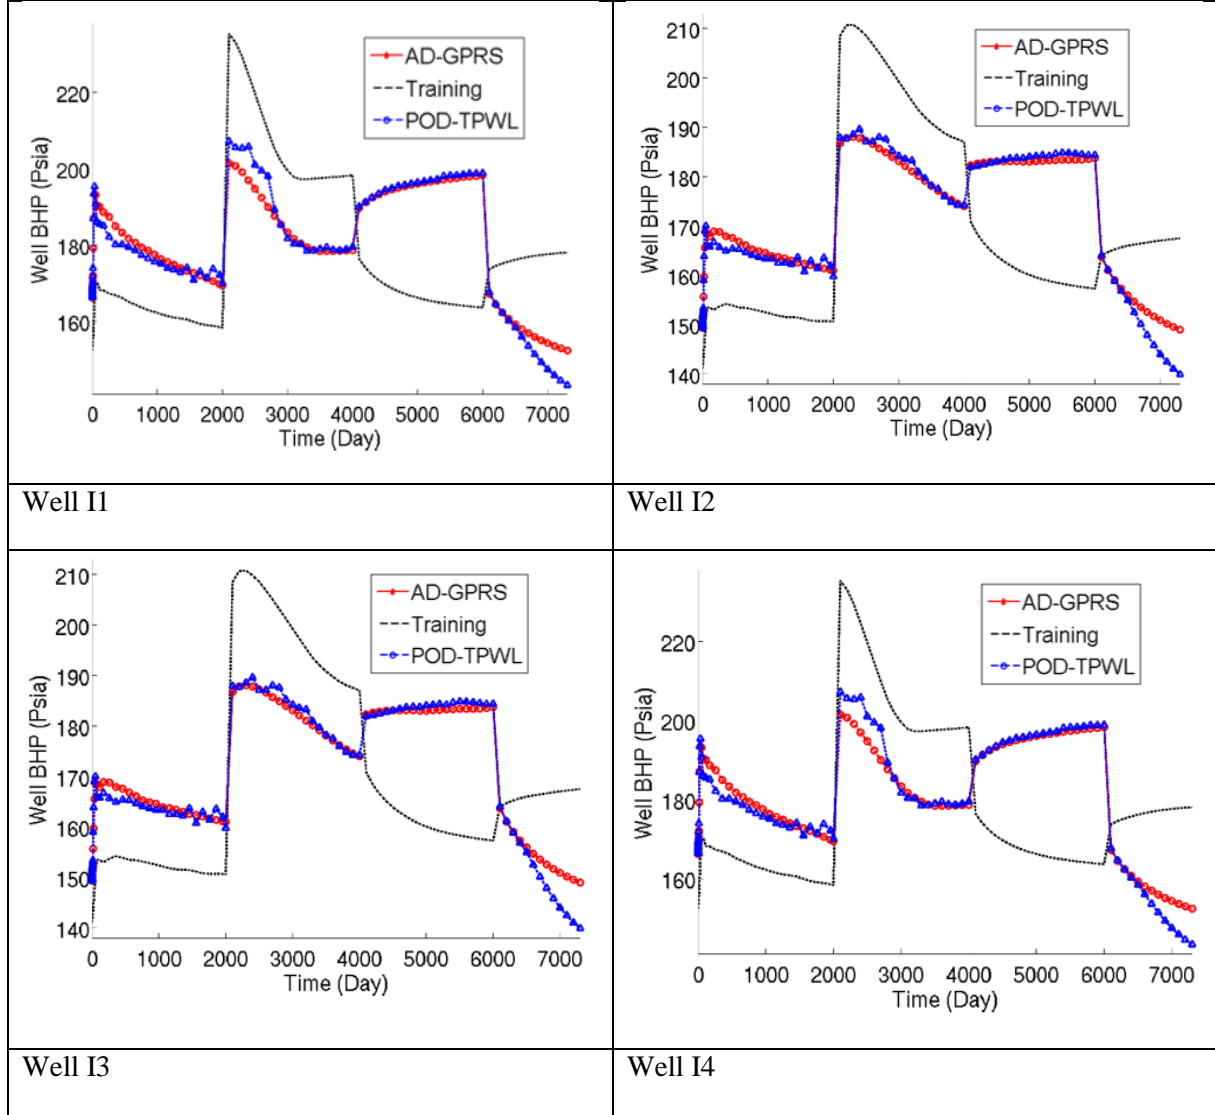 220
200
180
160
Well BHP (Psia)
AD-GPRS
Training
POD-TPWL
0 1000 2000 3000 4000 5000 6000 7000
Time (Day)
Well I1
210
200
190
180
170
160
150
140
Well BHP (Psia)
AD-GPRS
Training
POD-TPWL
0 1000 2000 3000 4000 5000 6000 7000
Time (Day)
Well I2
210
200
190
180
170
160
150
140
Well BHP (Psia)
AD-GPRS
Training
POD-TPWL
0 1000 2000 3000 4000 5000 6000 7000
Time (Day)
Well I3
220
200
180
160
Well BHP (Psia)
AD-GPRS
Training
POD-TPWL
0 1000 2000 3000 4000 5000 6000 7000
Time (Day)
Well I4